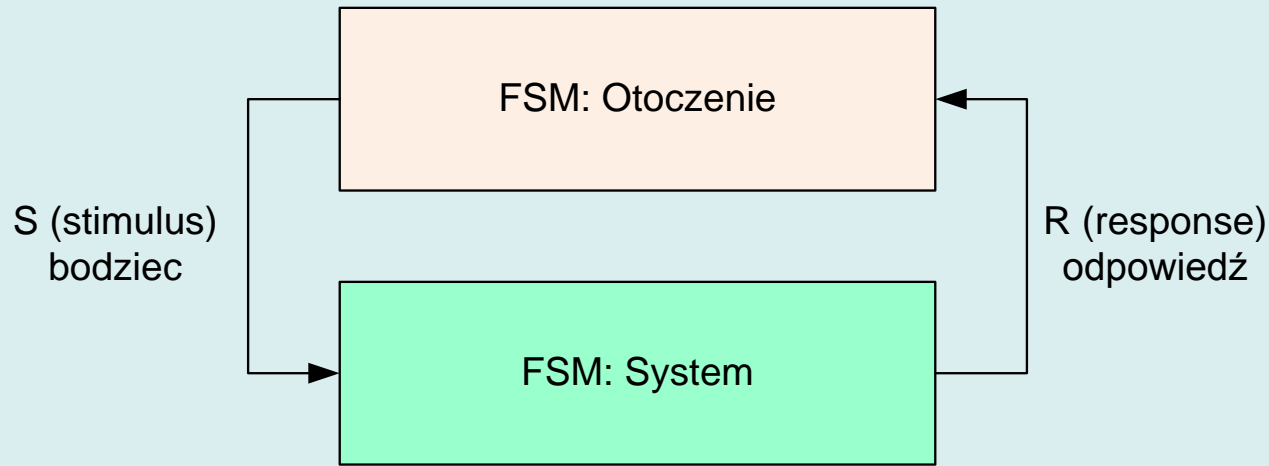 FSM: Otoczenie
S (stimulus)
bodziec
R (response)
odpowiedź
FSM: System